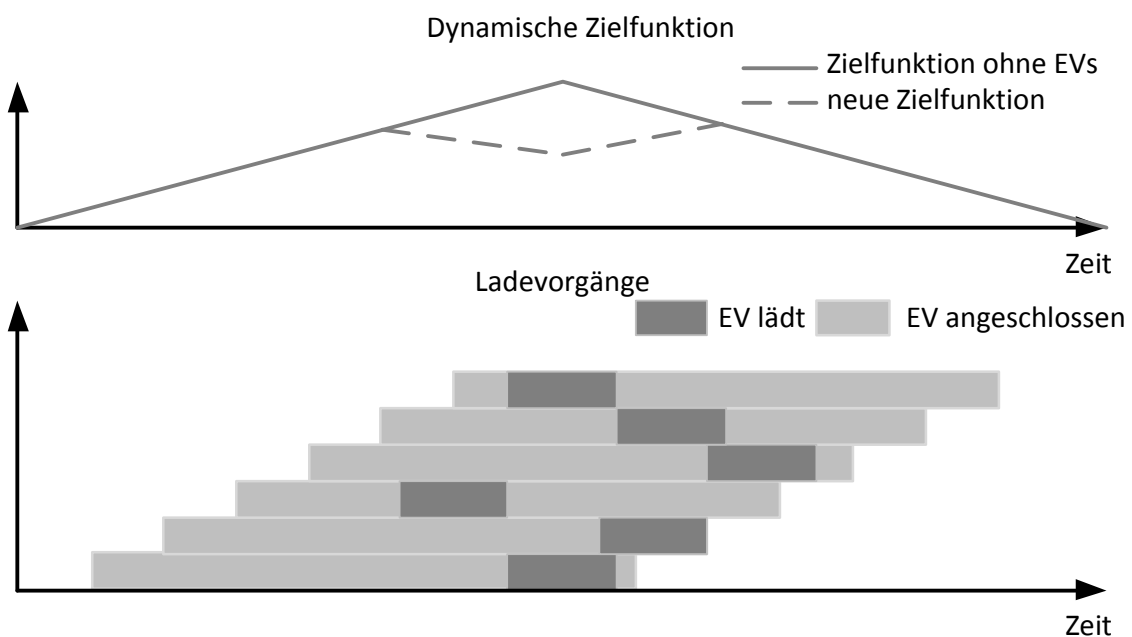 Dynamische Zielfunktion
Zielfunktion ohne EVs
neue Zielfunktion
Zeit
Ladevorgänge
EV lädt
EV angeschlossen
Zeit